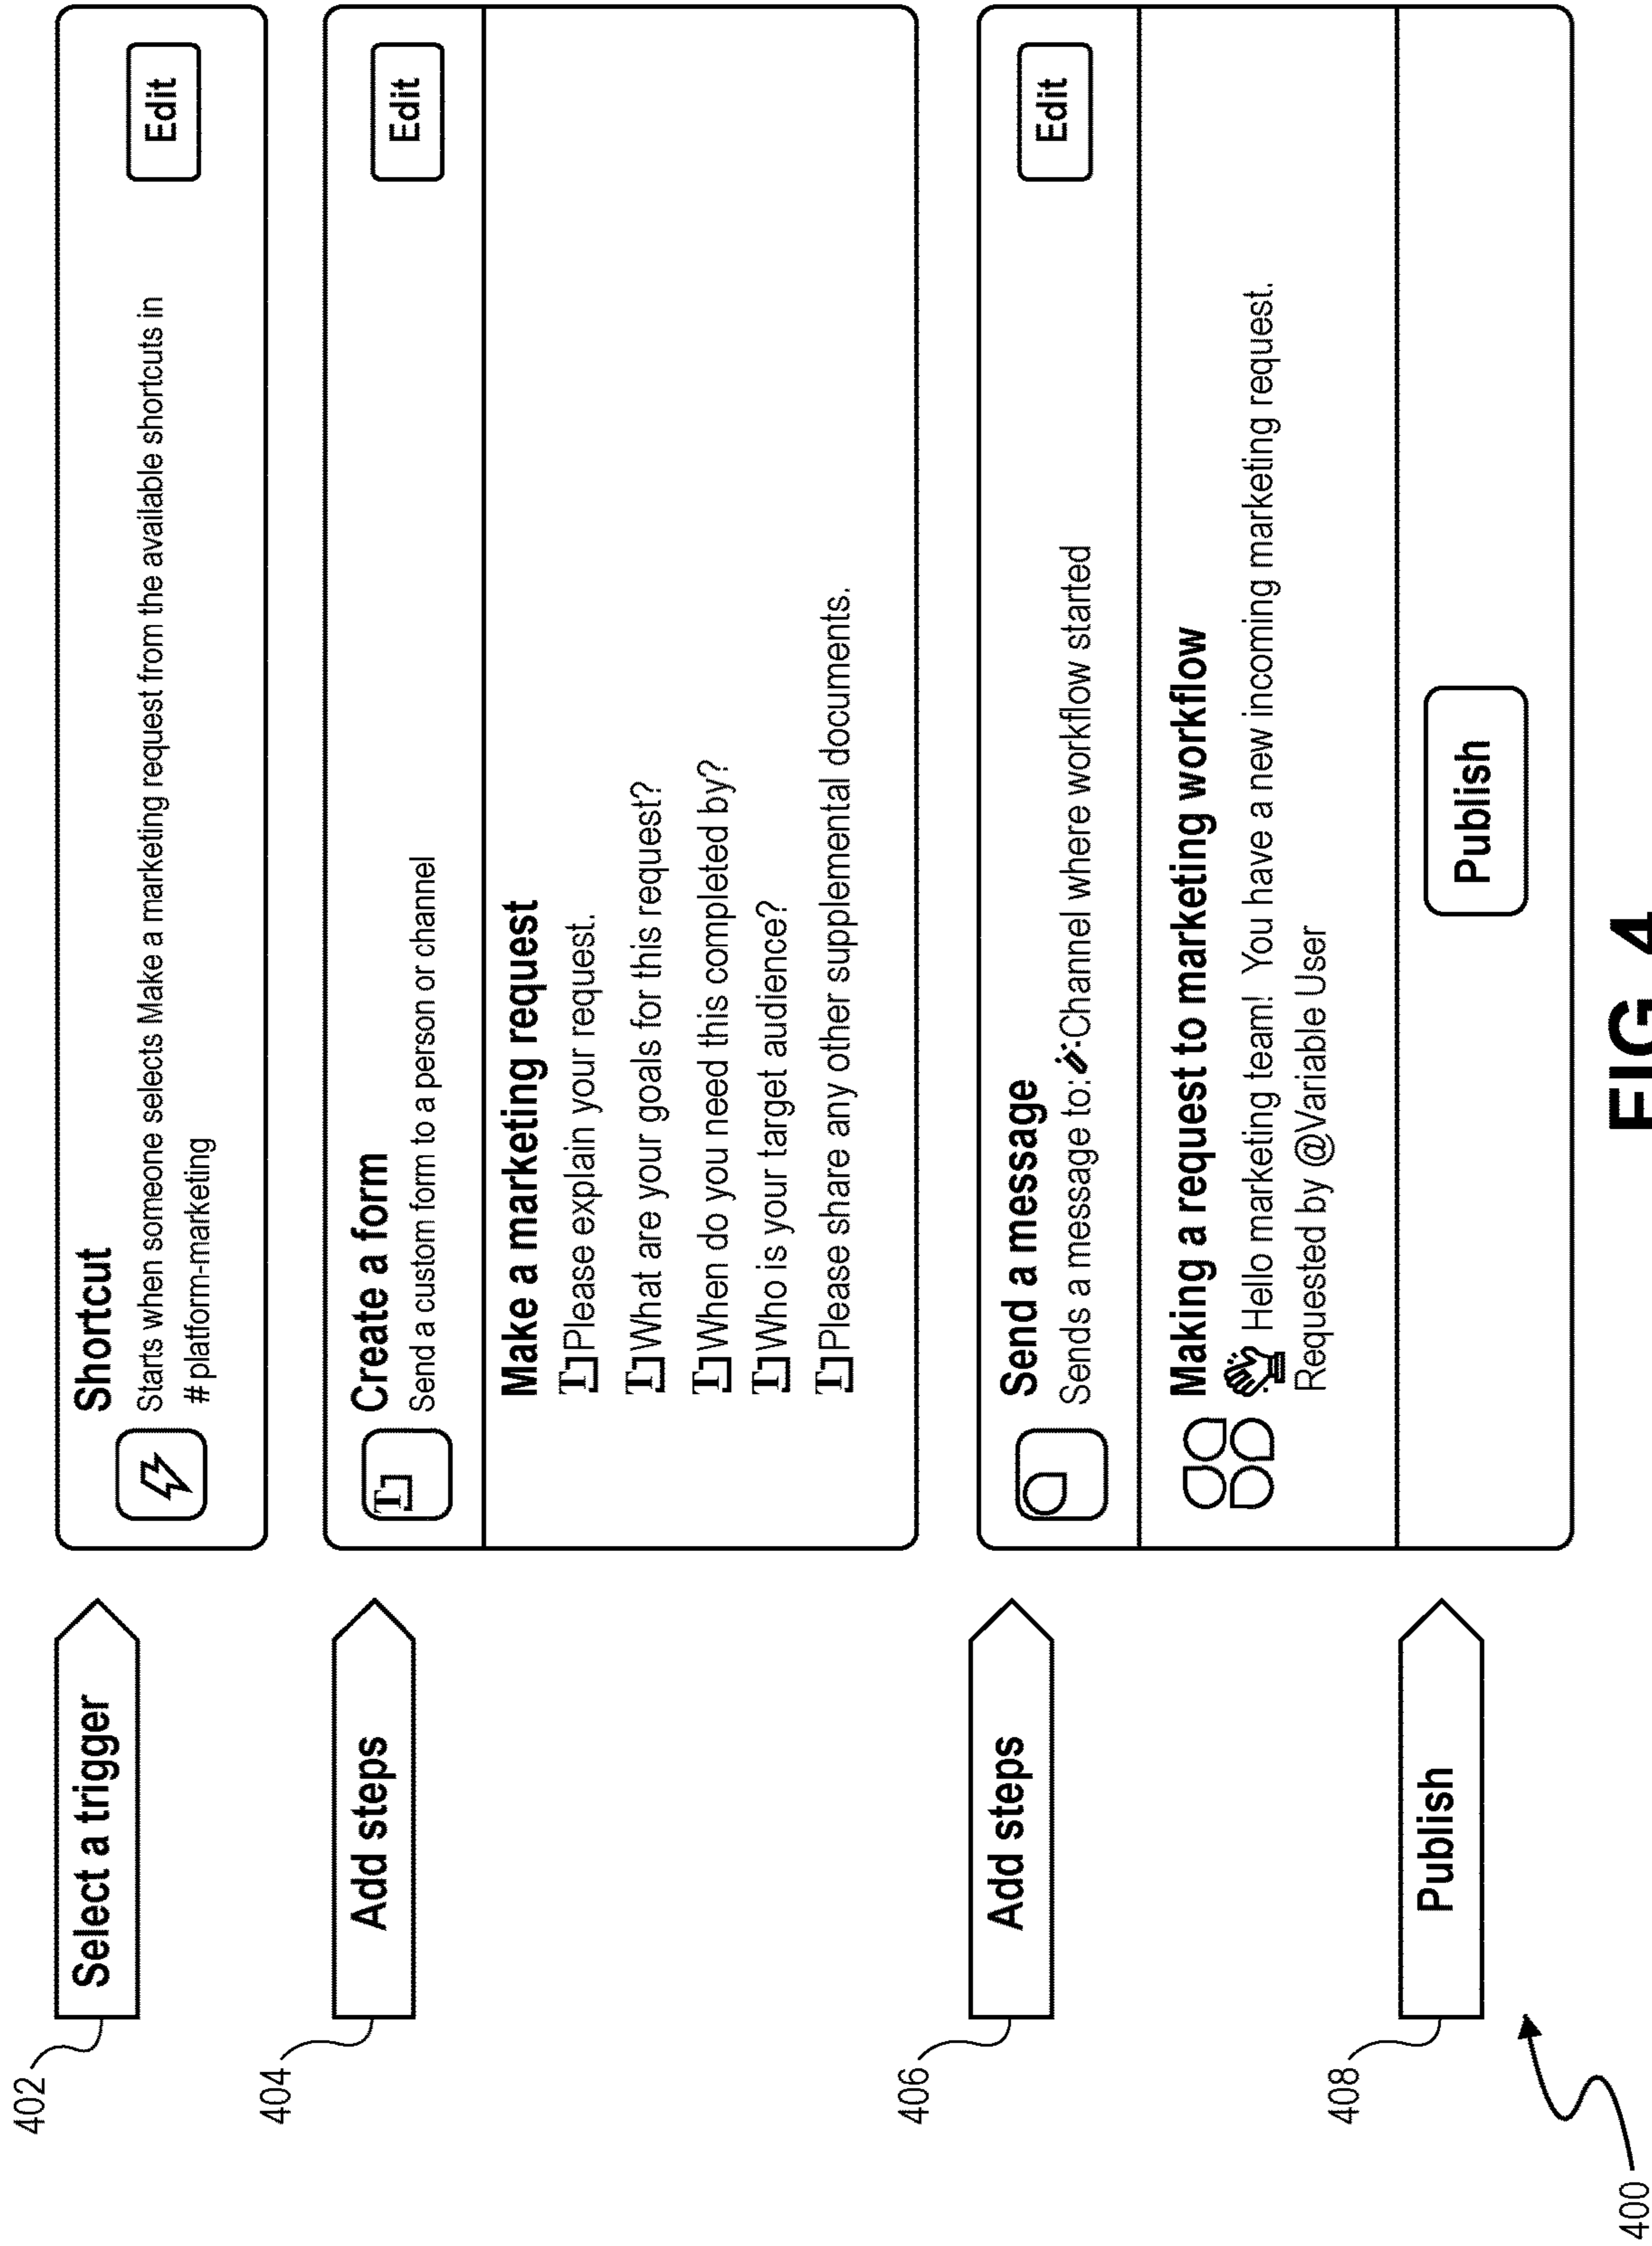 402
Select a trigger
Shortcut
Starts when someone selects Make a marketing request from the available shortcuts in
# platform-marketing
Edit
404
Add steps
T
Create a form
Send a custom form to a person or channel
Edit
Make a marketing request
T Please explain your request.
T What are your goals for this request?
T When do you need this completed by?
T Who is your target audience?
T Please share any other supplemental documents.
406
Add steps
Send a message
Sends a message to: Channel where workflow started
Edit
Making a request to marketing workflow
Hello marketing team! You have a new incoming marketing request.
Requested by @Variable User
408
Publish
Publish
400
FIG. 4